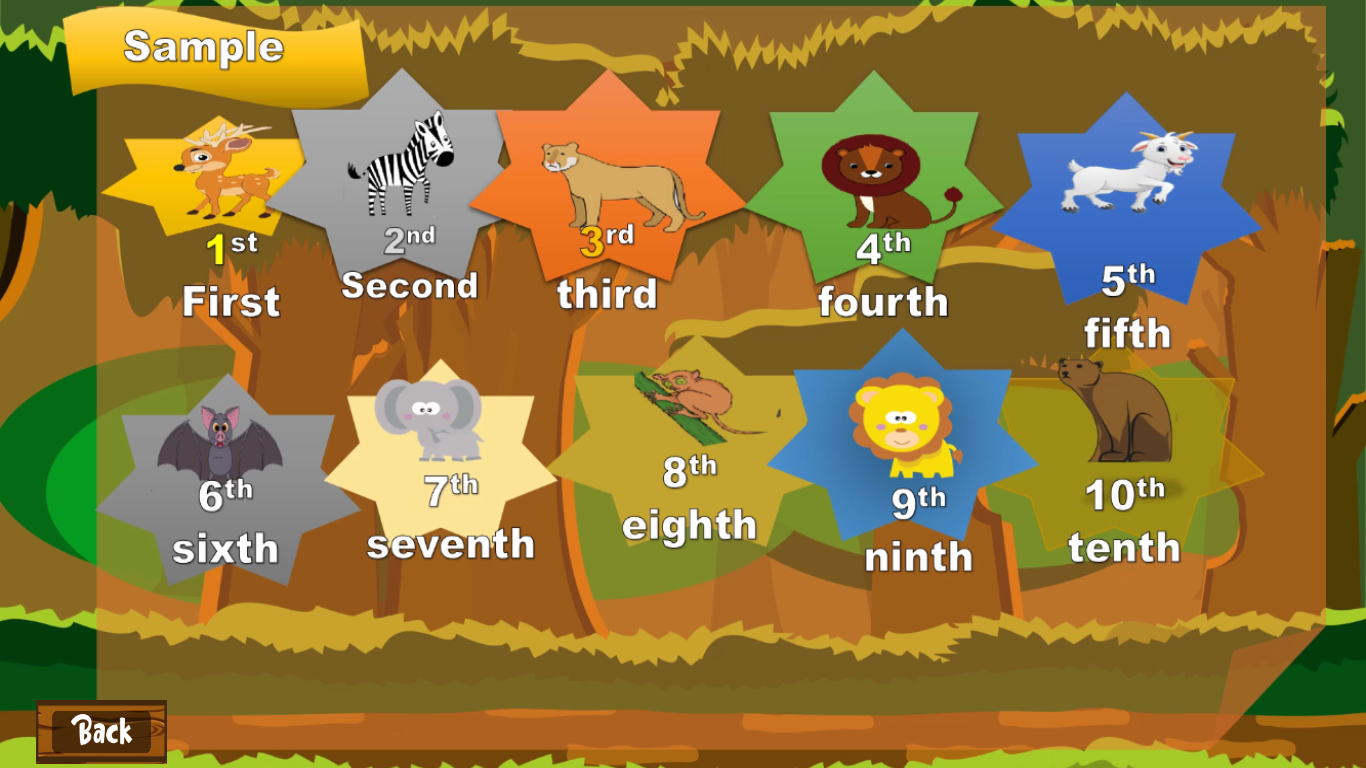 Sample
1st
First
2nd
Second
3rd
third
4th
fourth
5th
fifth
6th
sixth
7th
seventh
8th
eighth
9th
ninth
10th
tenth
Back